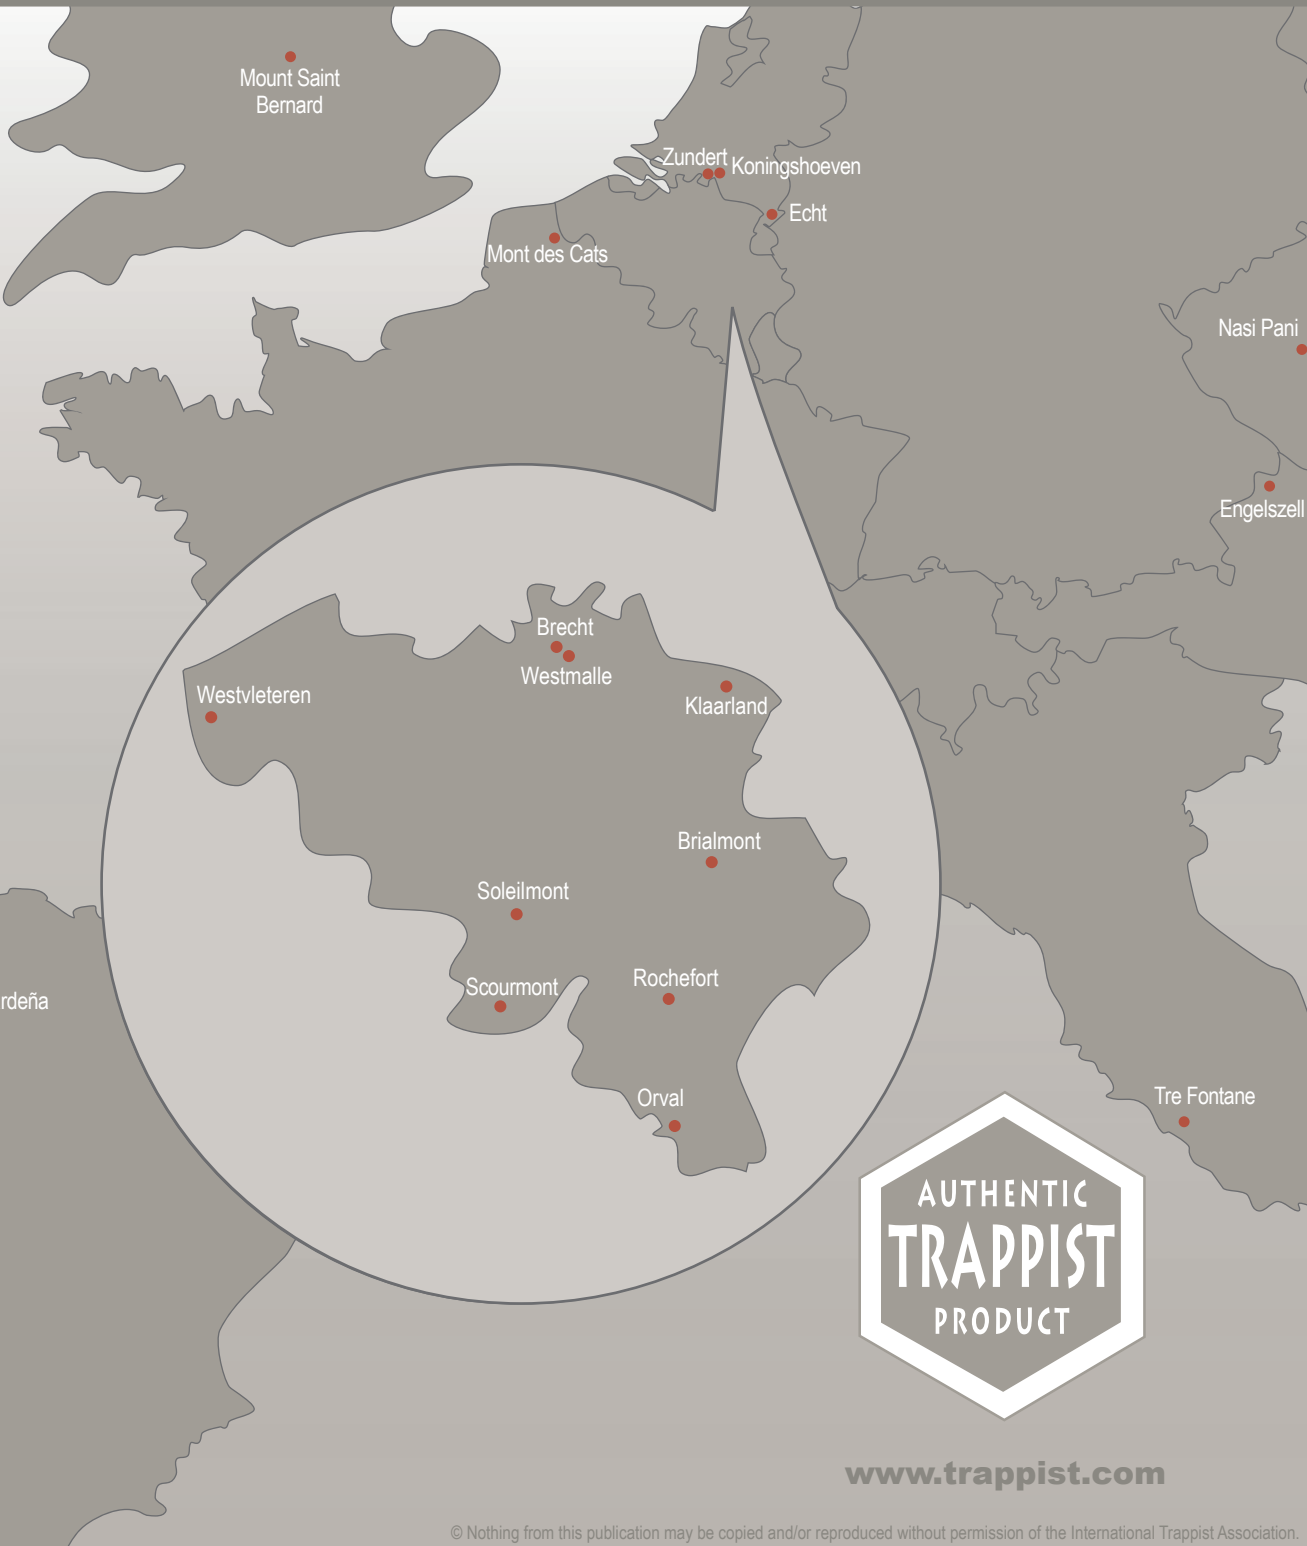 Mount Saint
Bernard
Zundert
Koningshoeven
Echt
Mont des Cats
Nasi Pani
Engelszell
Brecht
Westmalle
Westvleteren
Klaarland
Brialmont
Soleilmont
Rochefort
Scourmont
rdeña
Orval
Tre Fontane
AUTHENTIC
TRAPPIST
PRODUCT
www.trappist.com
© Nothing from this publication may be copied and/or reproduced without permission of the International Trappist Association.